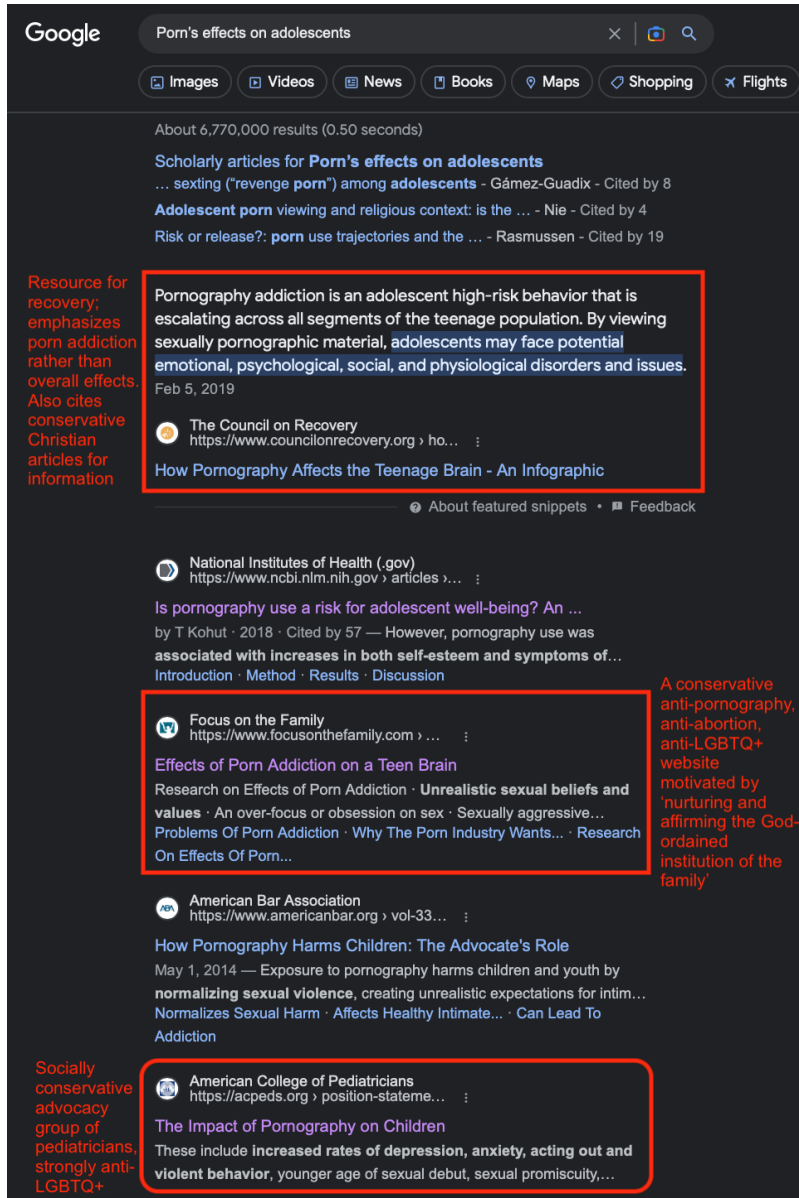 Google
Porn's effects on adolescents
Images
Videos
News
Books
Maps
Shopping
Flights
About 6,770,000 results (0.50 seconds)
Scholarly articles for Porn's effects on adolescents
… sexting ("revenge porn") among adolescents - Gámez-Guadix - Cited by 8
Adolescent porn viewing and religious context: is the … - Nie - Cited by 4
Risk or release?: porn use trajectories and the … - Rasmussen - Cited by 19
Resource for
recovery;
emphasizes
porn addiction
rather than
overall effects.
Also cites
conservative
Christian
articles for
information
Pornography addiction is an adolescent high-risk behavior that is
escalating across all segments of the teenage population. By viewing
sexually pornographic material, adolescents may face potential
emotional, psychological, social, and physiological disorders and issues.
Feb 5, 2019
The Council on Recovery
https://www.councilonrecovery.org › ho…
How Pornography Affects the Teenage Brain - An Infographic
About featured snippets • Feedback
National Institutes of Health (.gov)
https://www.ncbi.nlm.nih.gov › articles ›…
Is pornography use a risk for adolescent well-being? An ...
by T Kohut · 2018 · Cited by 57 — However, pornography use was
associated with increases in both self-esteem and symptoms of…
Introduction · Method · Results · Discussion
Focus on the Family
https://www.focusonthefamily.com › …
Effects of Porn Addiction on a Teen Brain
Research on Effects of Porn Addiction · Unrealistic sexual beliefs and
values · An over-focus or obsession on sex · Sexually aggressive…
Problems Of Porn Addiction · Why The Porn Industry Wants... · Research
On Effects Of Porn...
A conservative
anti-pornography,
anti-abortion,
anti-LGBTQ+
website
motivated by
'nurturing and
affirming the God-
ordained
institution of the
family'
American Bar Association
https://www.americanbar.org › vol-33…
How Pornography Harms Children: The Advocate's Role
May 1, 2014 — Exposure to pornography harms children and youth by
normalizing sexual violence, creating unrealistic expectations for intim…
Normalizes Sexual Harm · Affects Healthy Intimate... · Can Lead To
Addiction
Socially
conservative
advocacy
group of
pediatricians,
strongly anti-
LGBTQ+
American College of Pediatricians
https://acpeds.org › position-stateme…
The Impact of Pornography on Children
These include increased rates of depression, anxiety, acting out and
violent behavior, younger age of sexual debut, sexual promiscuity,…